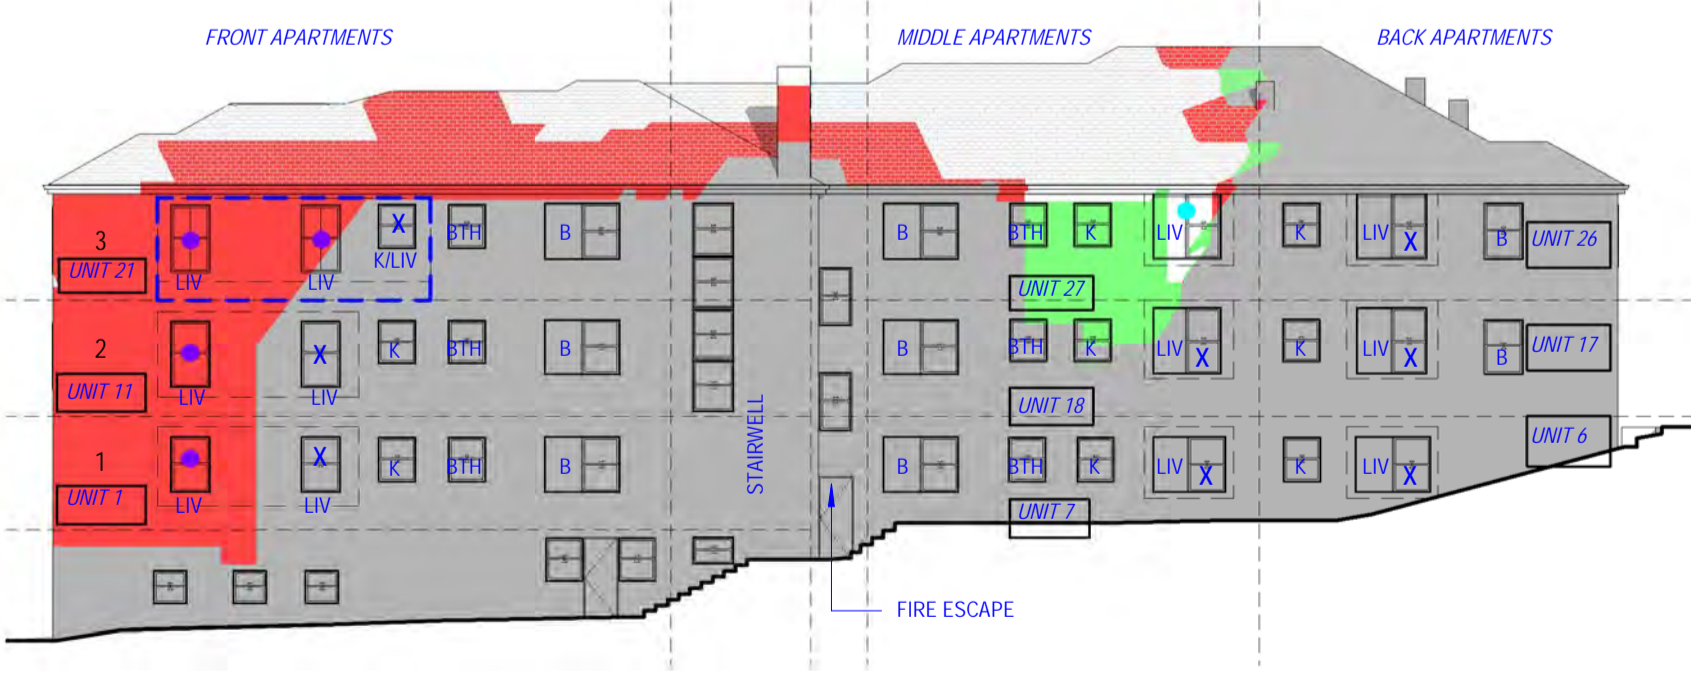 FRONT APARTMENTS
MIDDLE APARTMENTS
BACK APARTMENTS
3
UNIT 21
LIV
LIV
X
K/LIV
BTH
B
B
BTH
K
LIV
K
LIV
X
B
UNIT 26
UNIT 27
2
UNIT 11
LIV
X
LIV
K
BTH
B
B
BTH
K
LIV
X
K
LIV
X
B
UNIT 17
UNIT 18
1
UNIT 1
LIV
X
LIV
K
BTH
B
STAIRWELL
B
BTH
K
LIV
X
K
LIV
X
UNIT 6
UNIT 7
FIRE ESCAPE